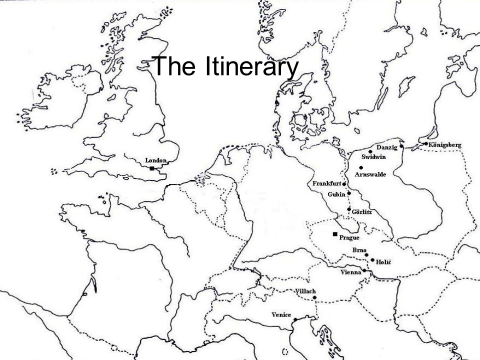 The Itinerary
Königsberg
Danzig
Swidwin
London
Arnswalde
Frankfurt
Gubin
Görlitz
Prague
Brno
Holíč
Vienna
Villach
Venice